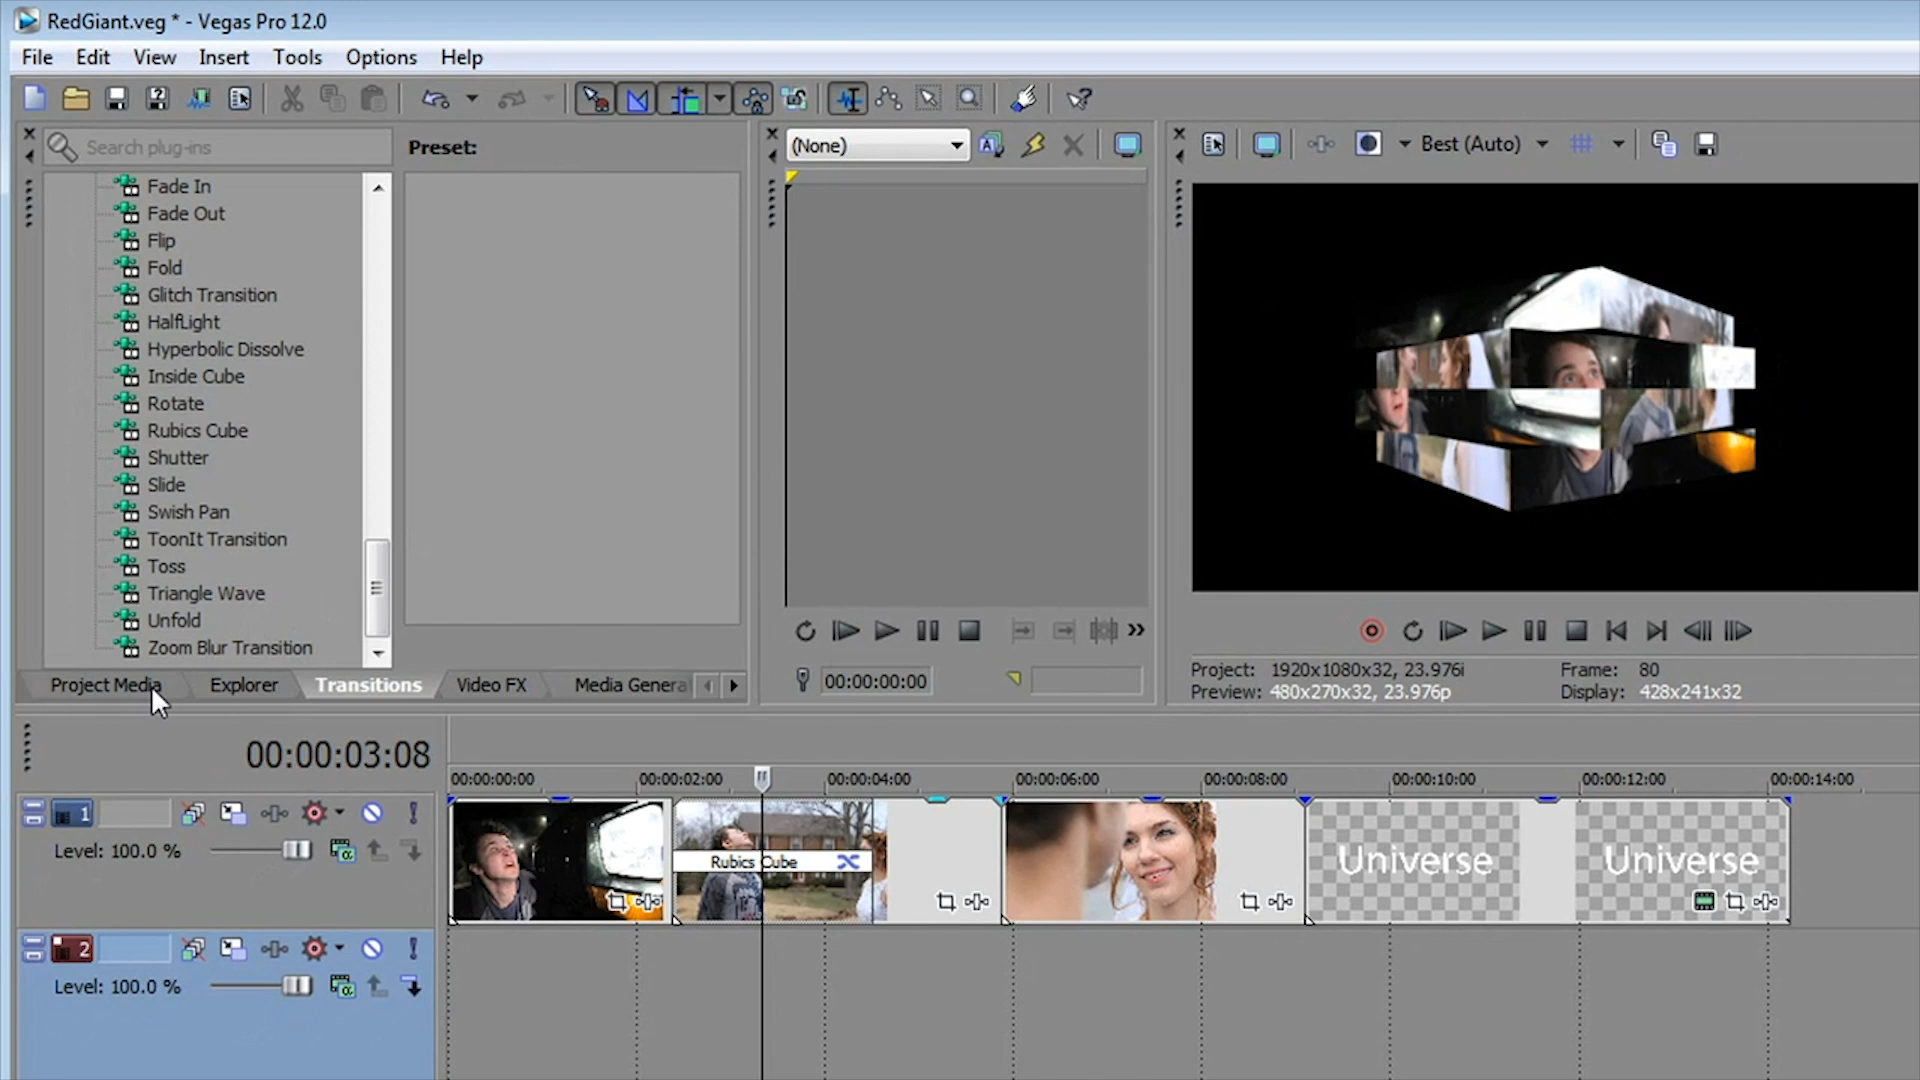 RedGiant.veg * - Vegas Pro 12.0
File Edit View Insert Tools Options Help
Search plug-ins
Preset:
(None)
Best (Auto)
Fade In
Fade Out
Flip
Fold
Glitch Transition
HalfLight
Hyperbolic Dissolve
Inside Cube
Rotate
Rubics Cube
Shutter
Slide
Swish Pan
ToonIt Transition
Toss
Triangle Wave
Unfold
Zoom Blur Transition
Project Media Explorer Transitions Video FX Media Genera
00:00:00:00
Project: 1920x1080x32, 23.976i Frame: 80
Preview: 480x270x32, 23.976p Display: 428x241x32
00:00:03:08
00:00:00:00 00:00:02:00 00:00:04:00 00:00:06:00 00:00:08:00 00:00:10:00 00:00:12:00 00:00:14:00
1
Level: 100.0 %
Rubics Cube
Universe Universe
2
Level: 100.0 %